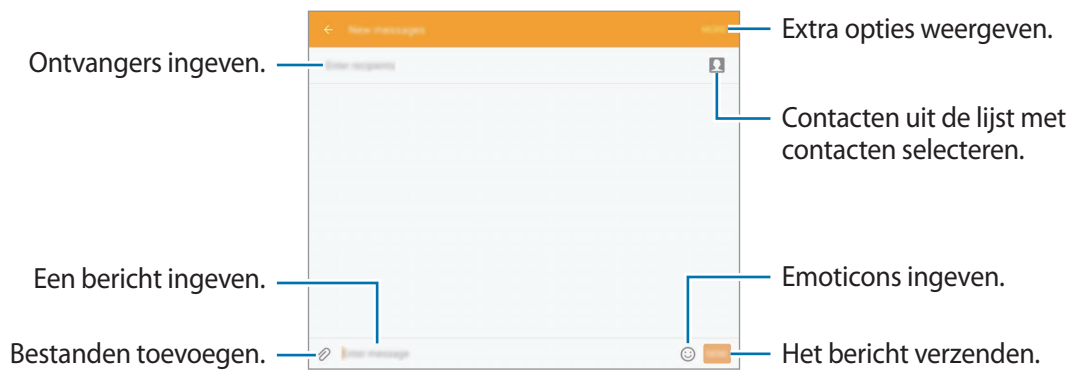 New messages
MORE
Extra opties weergeven.
Ontvangers ingeven.
Enter recipients
Contacten uit de lijst met
contacten selecteren.
Een bericht ingeven.
Emoticons ingeven.
Bestanden toevoegen.
Enter message
Het bericht verzenden.